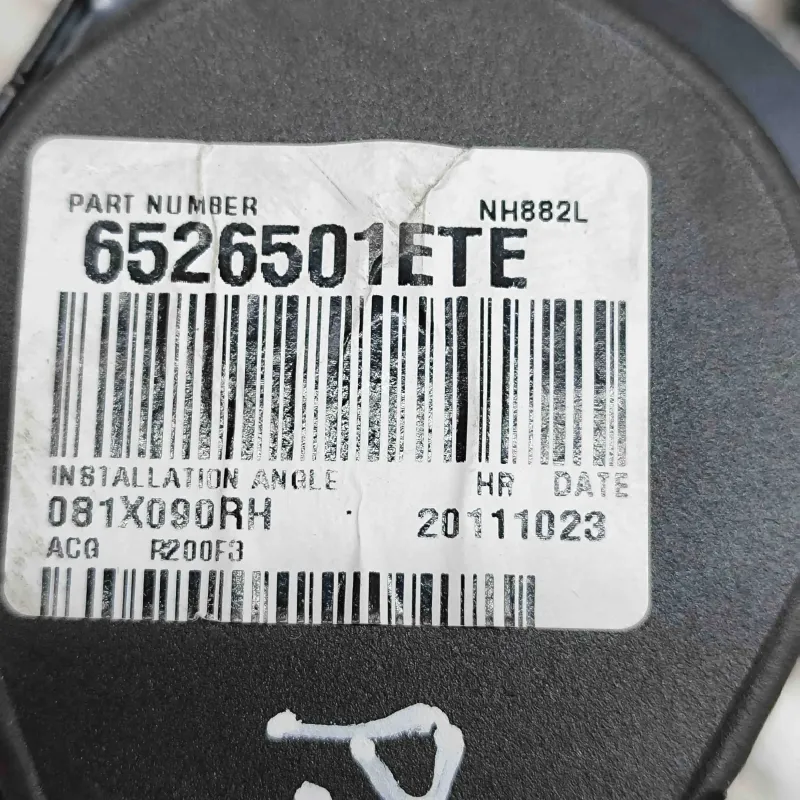 PART NUMBER NH882L
6526501ETE
INSTALLATION ANGLE HR DATE
081X090RH 20111023
ACG R200F3